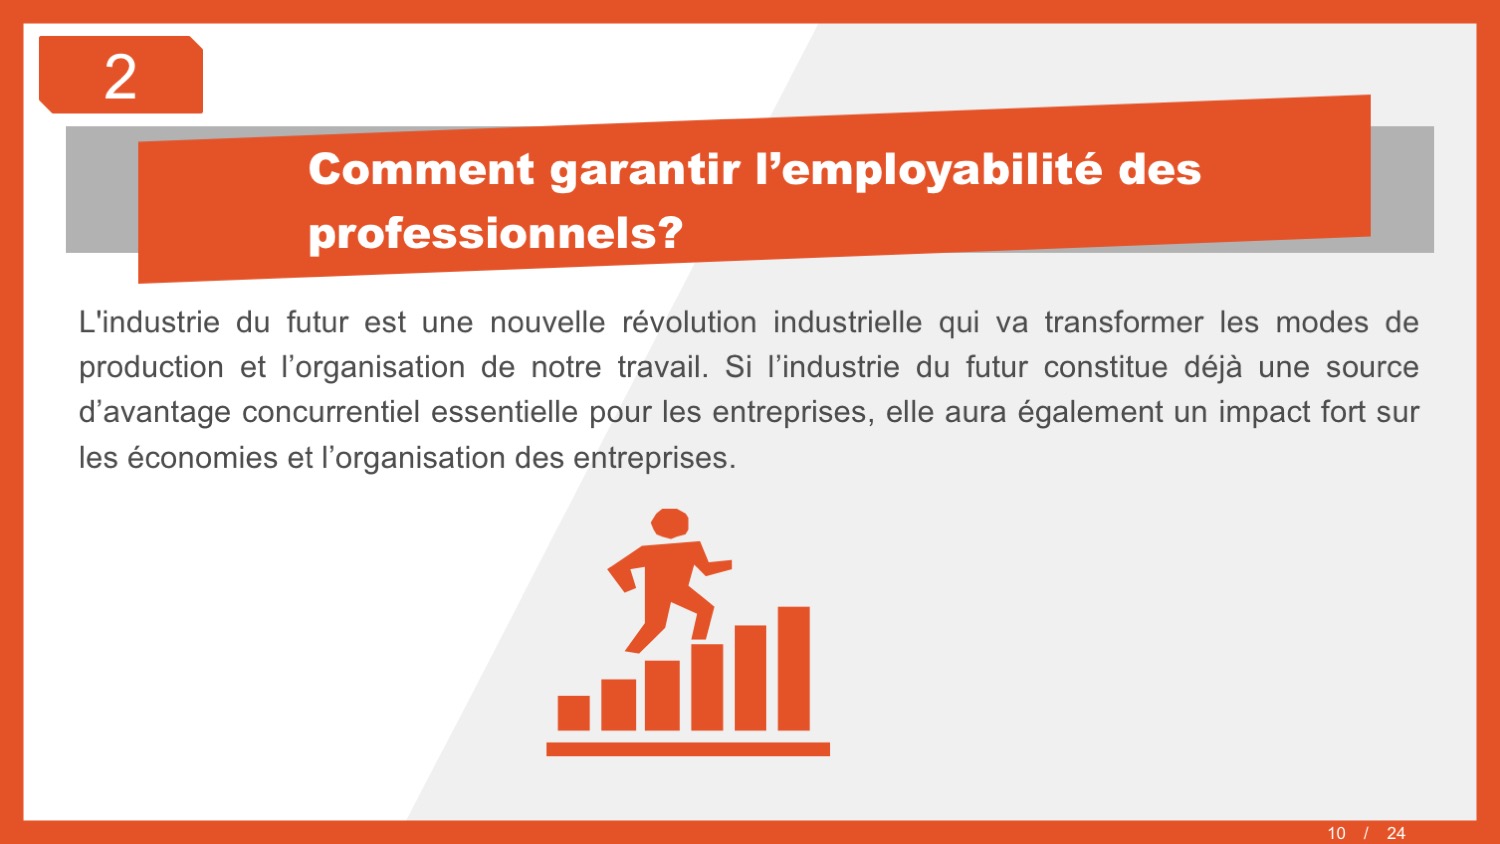 2
Comment garantir l’employabilité des
professionnels?
L'industrie du futur est une nouvelle révolution industrielle qui va transformer les modes de
production et l’organisation de notre travail. Si l’industrie du futur constitue déjà une source
d’avantage concurrentiel essentielle pour les entreprises, elle aura également un impact fort sur
les économies et l’organisation des entreprises.
10 / 24